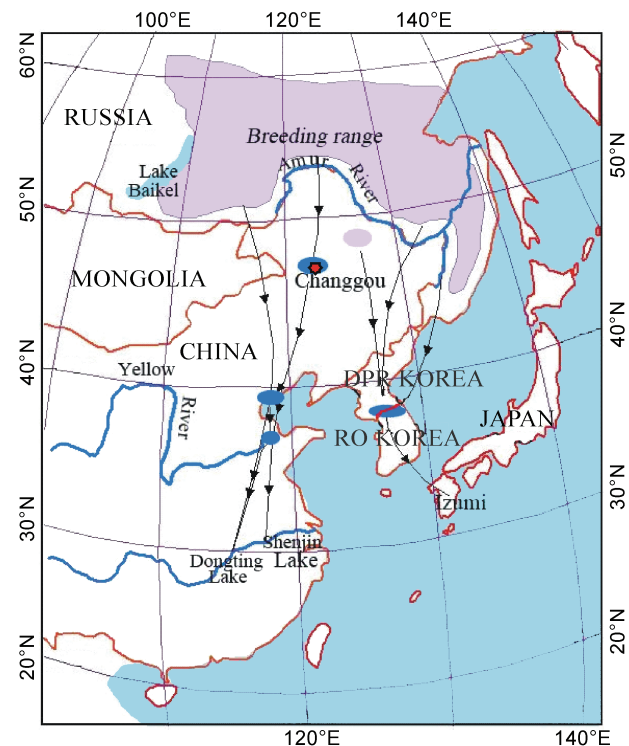 100°E
120°E
140°E
60°N
RUSSIA
Breeding range
50°N
Amur
River
Lake
Baikel
50°N
MONGOLIA
Changgou
40°N
CHINA
40°N
Yellow
DPR KOREA
River
JAPAN
RO KOREA
30°N
Izumi
30°N
Shenjin
Lake
Dongting
Lake
20°N
20°N
120°E
140°E